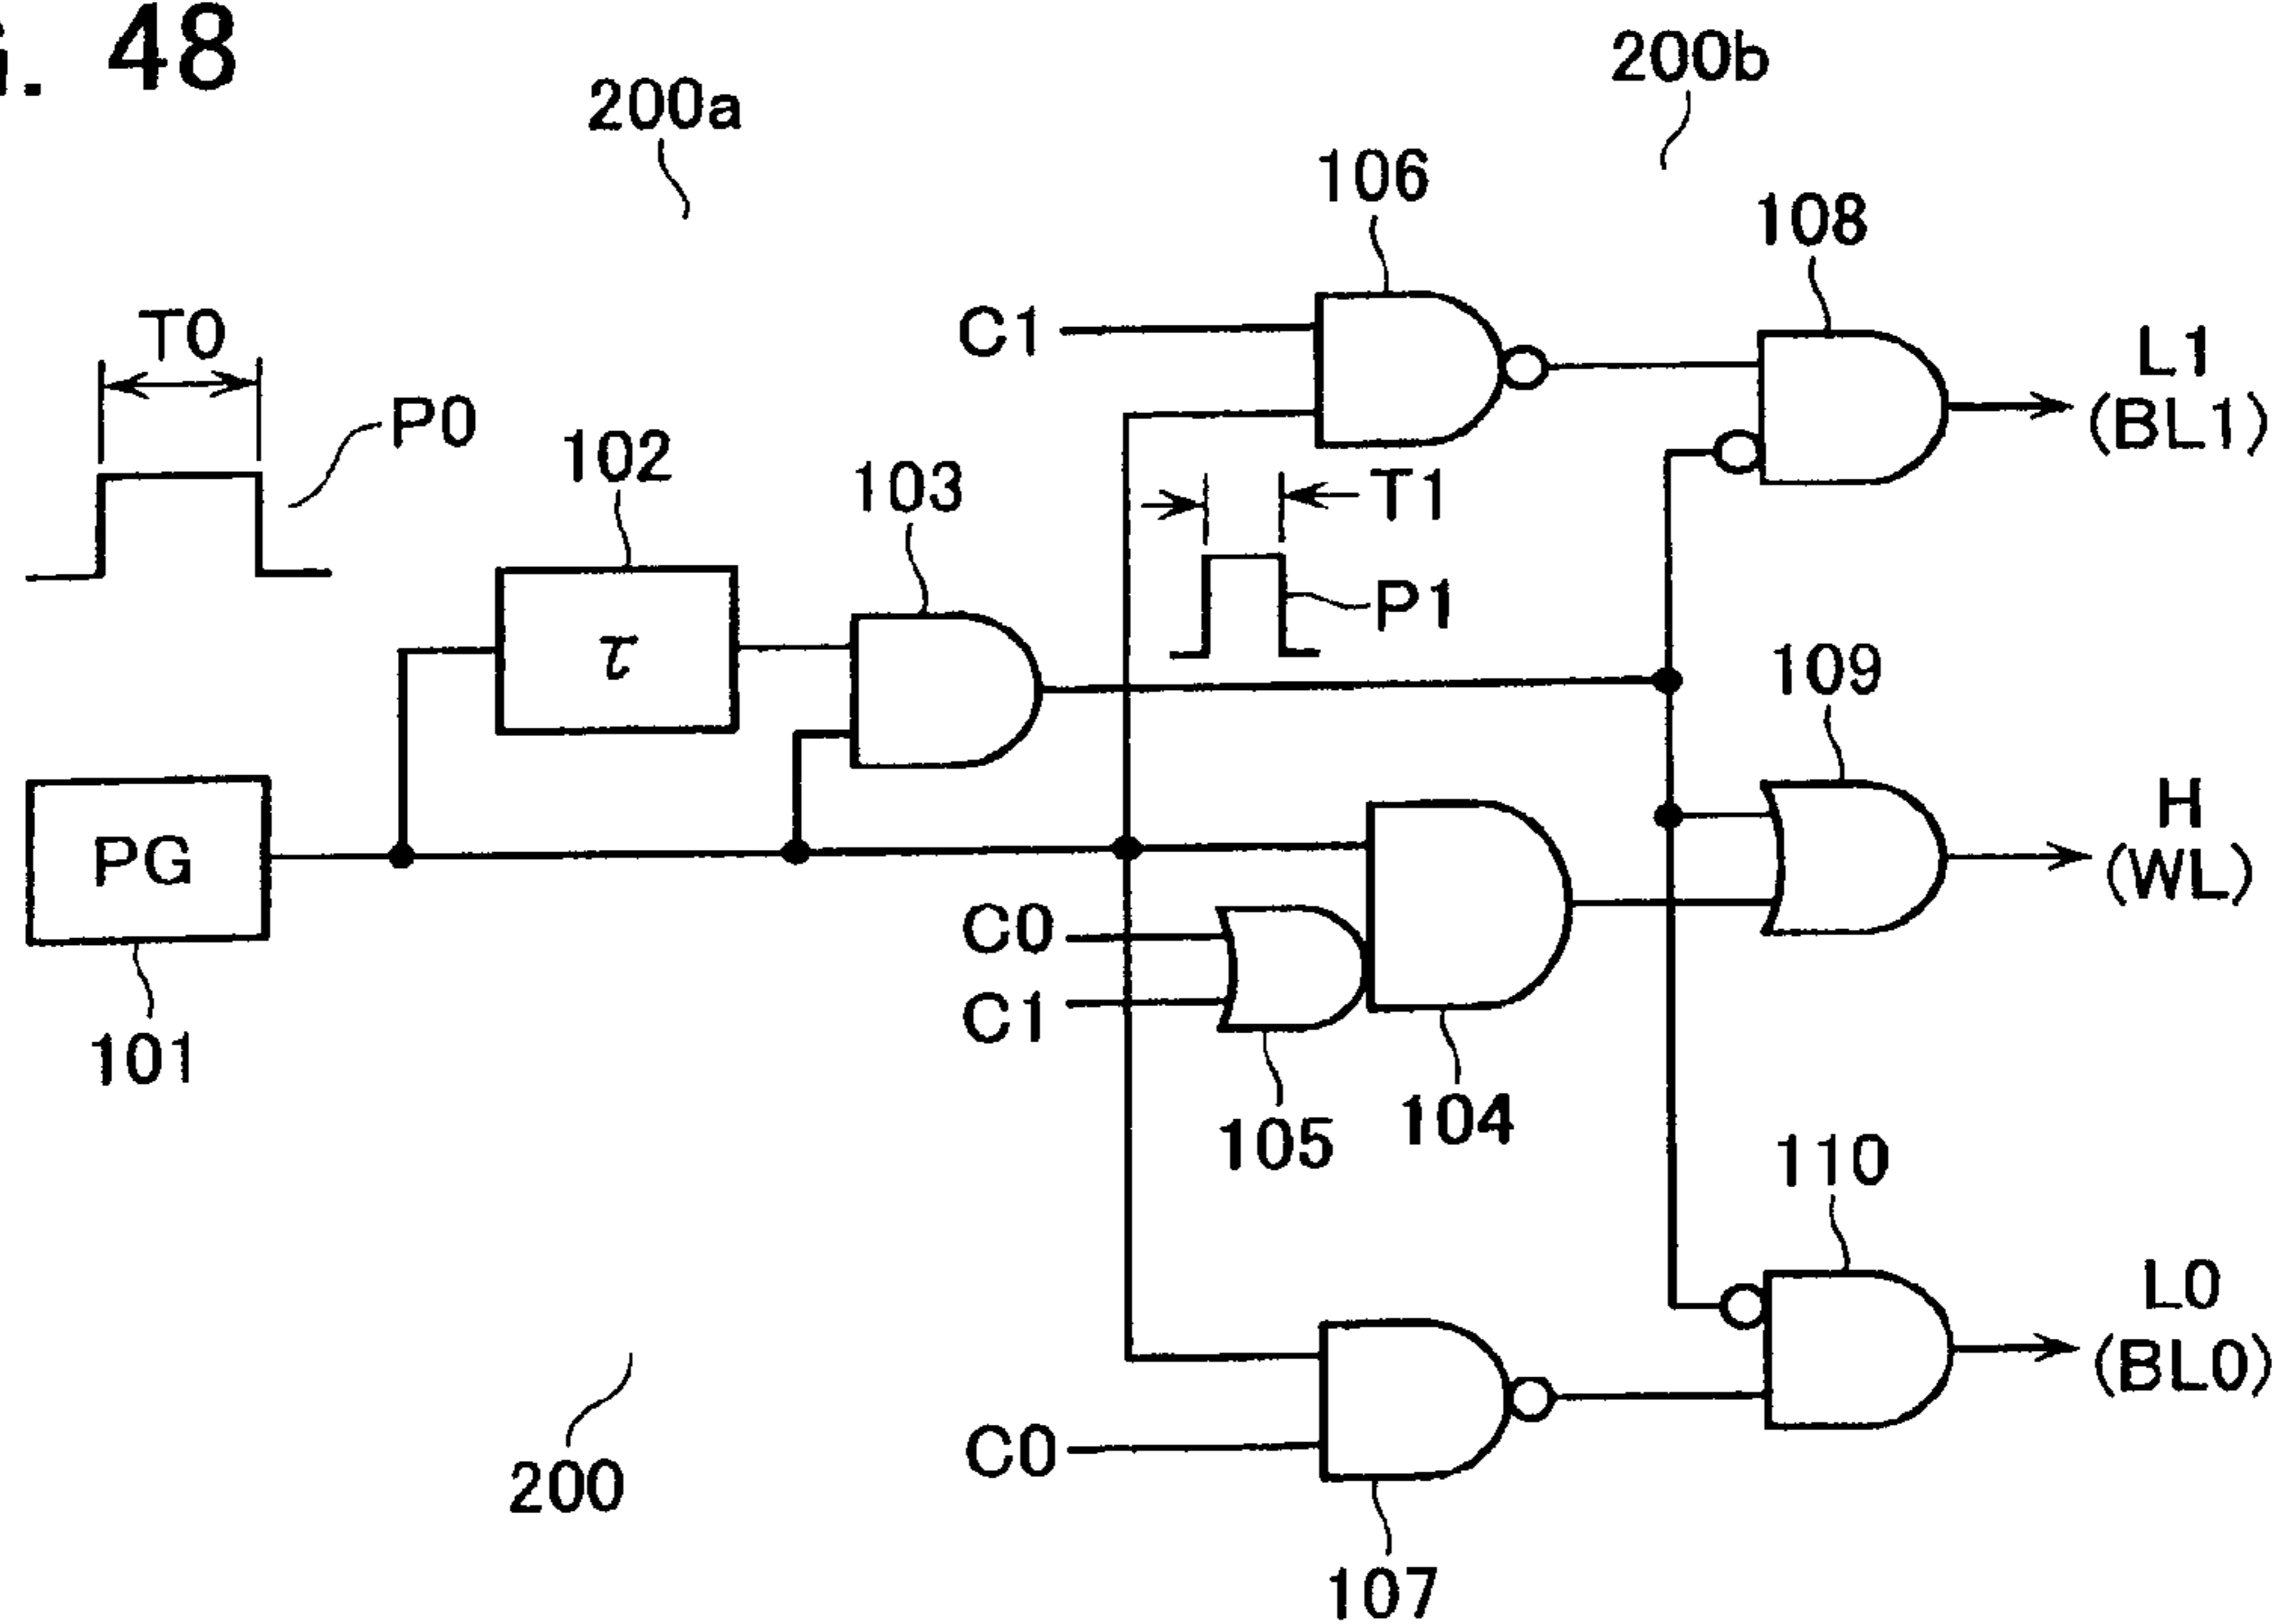 G. 48
200a
200b
106
108
C1
L1
(BL1)
T0
P0
102
103
T1
P1
τ
109
PG
H
(WL)
C0
C1
101
105
104
110
L0
(BL0)
C0
200
107